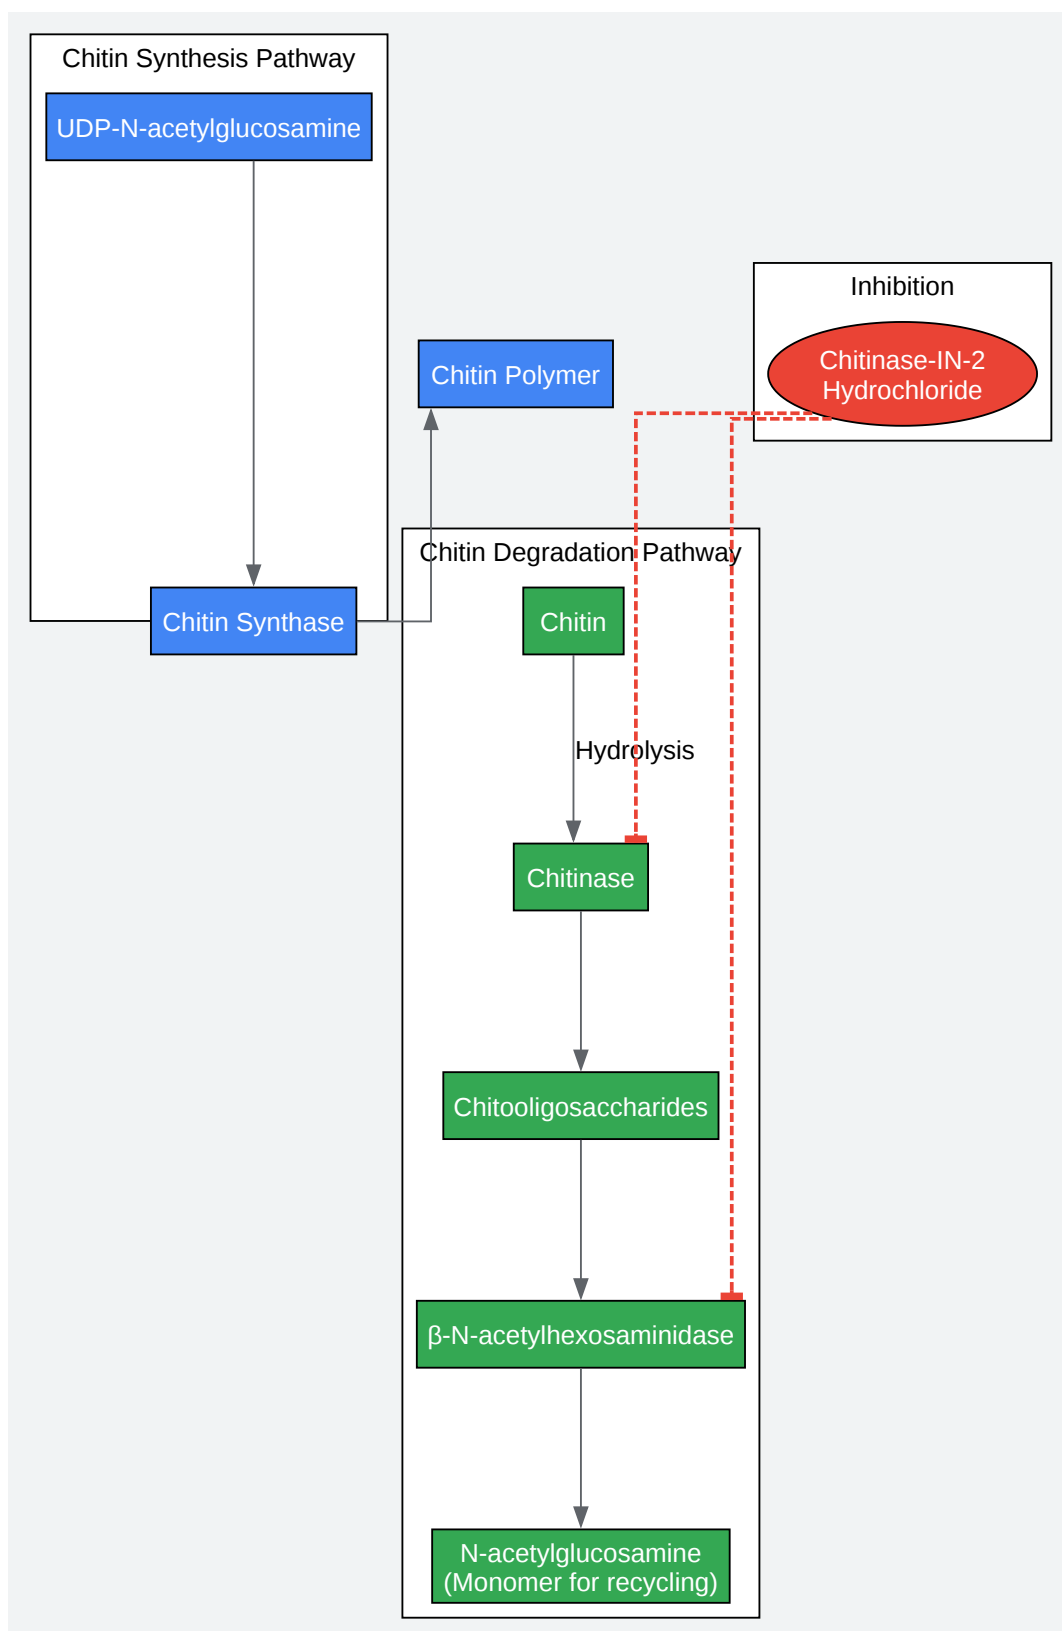 Chitin Synthesis Pathway
UDP-N-acetylglucosamine
Inhibition
Chitinase-IN-2
Hydrochloride
Chitin Polymer
Chitin Synthase
Chitin Degradation Pathway
Chitin
Hydrolysis
Chitinase
Chitooligosaccharides
β-N-acetylhexosaminidase
N-acetylglucosamine
(Monomer for recycling)